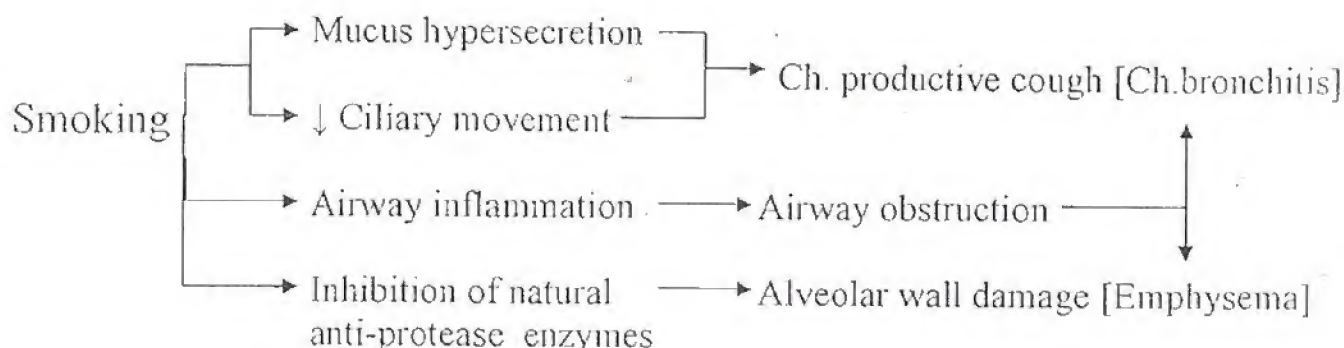 Mucus hypersecretion
Ch. productive cough [Ch.bronchitis]
Smoking
↓ Ciliary movement
Airway inflammation
Airway obstruction
Inhibition of natural
anti-protease enzymes
Alveolar wall damage [Emphysema]